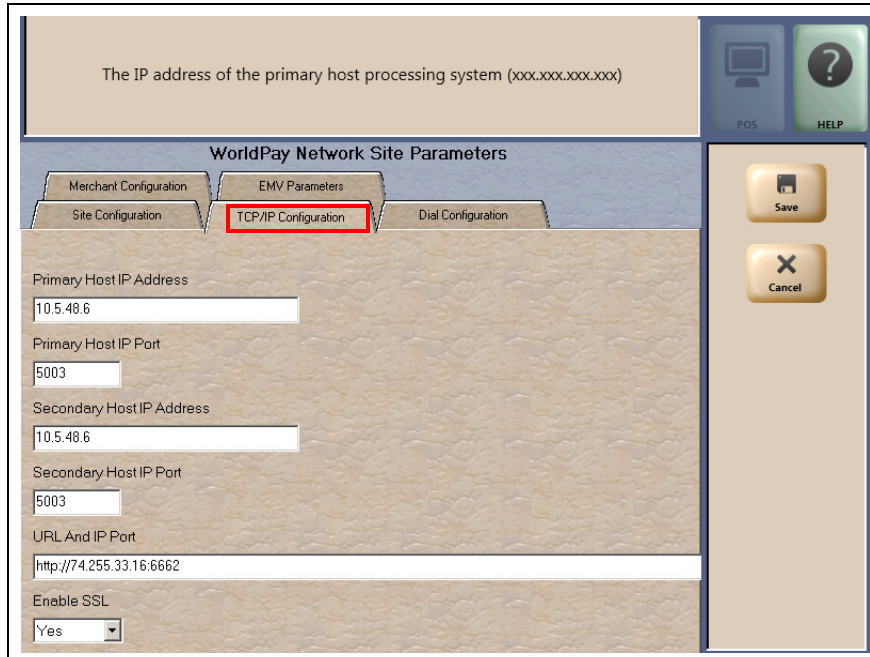 The IP address of the primary host processing system (xxx.xxx.xxx.xxx)
POS
HELP
WorldPay Network Site Parameters
Merchant Configuration
EMV Parameters
Site Configuration
TCP/IP Configuration
Dial Configuration
Save
Cancel
Primary Host IP Address
10.5.48.6
Primary Host IP Port
5003
Secondary Host IP Address
10.5.48.6
Secondary Host IP Port
5003
URL And IP Port
http://74.255.33.16:6662
Enable SSL
Yes